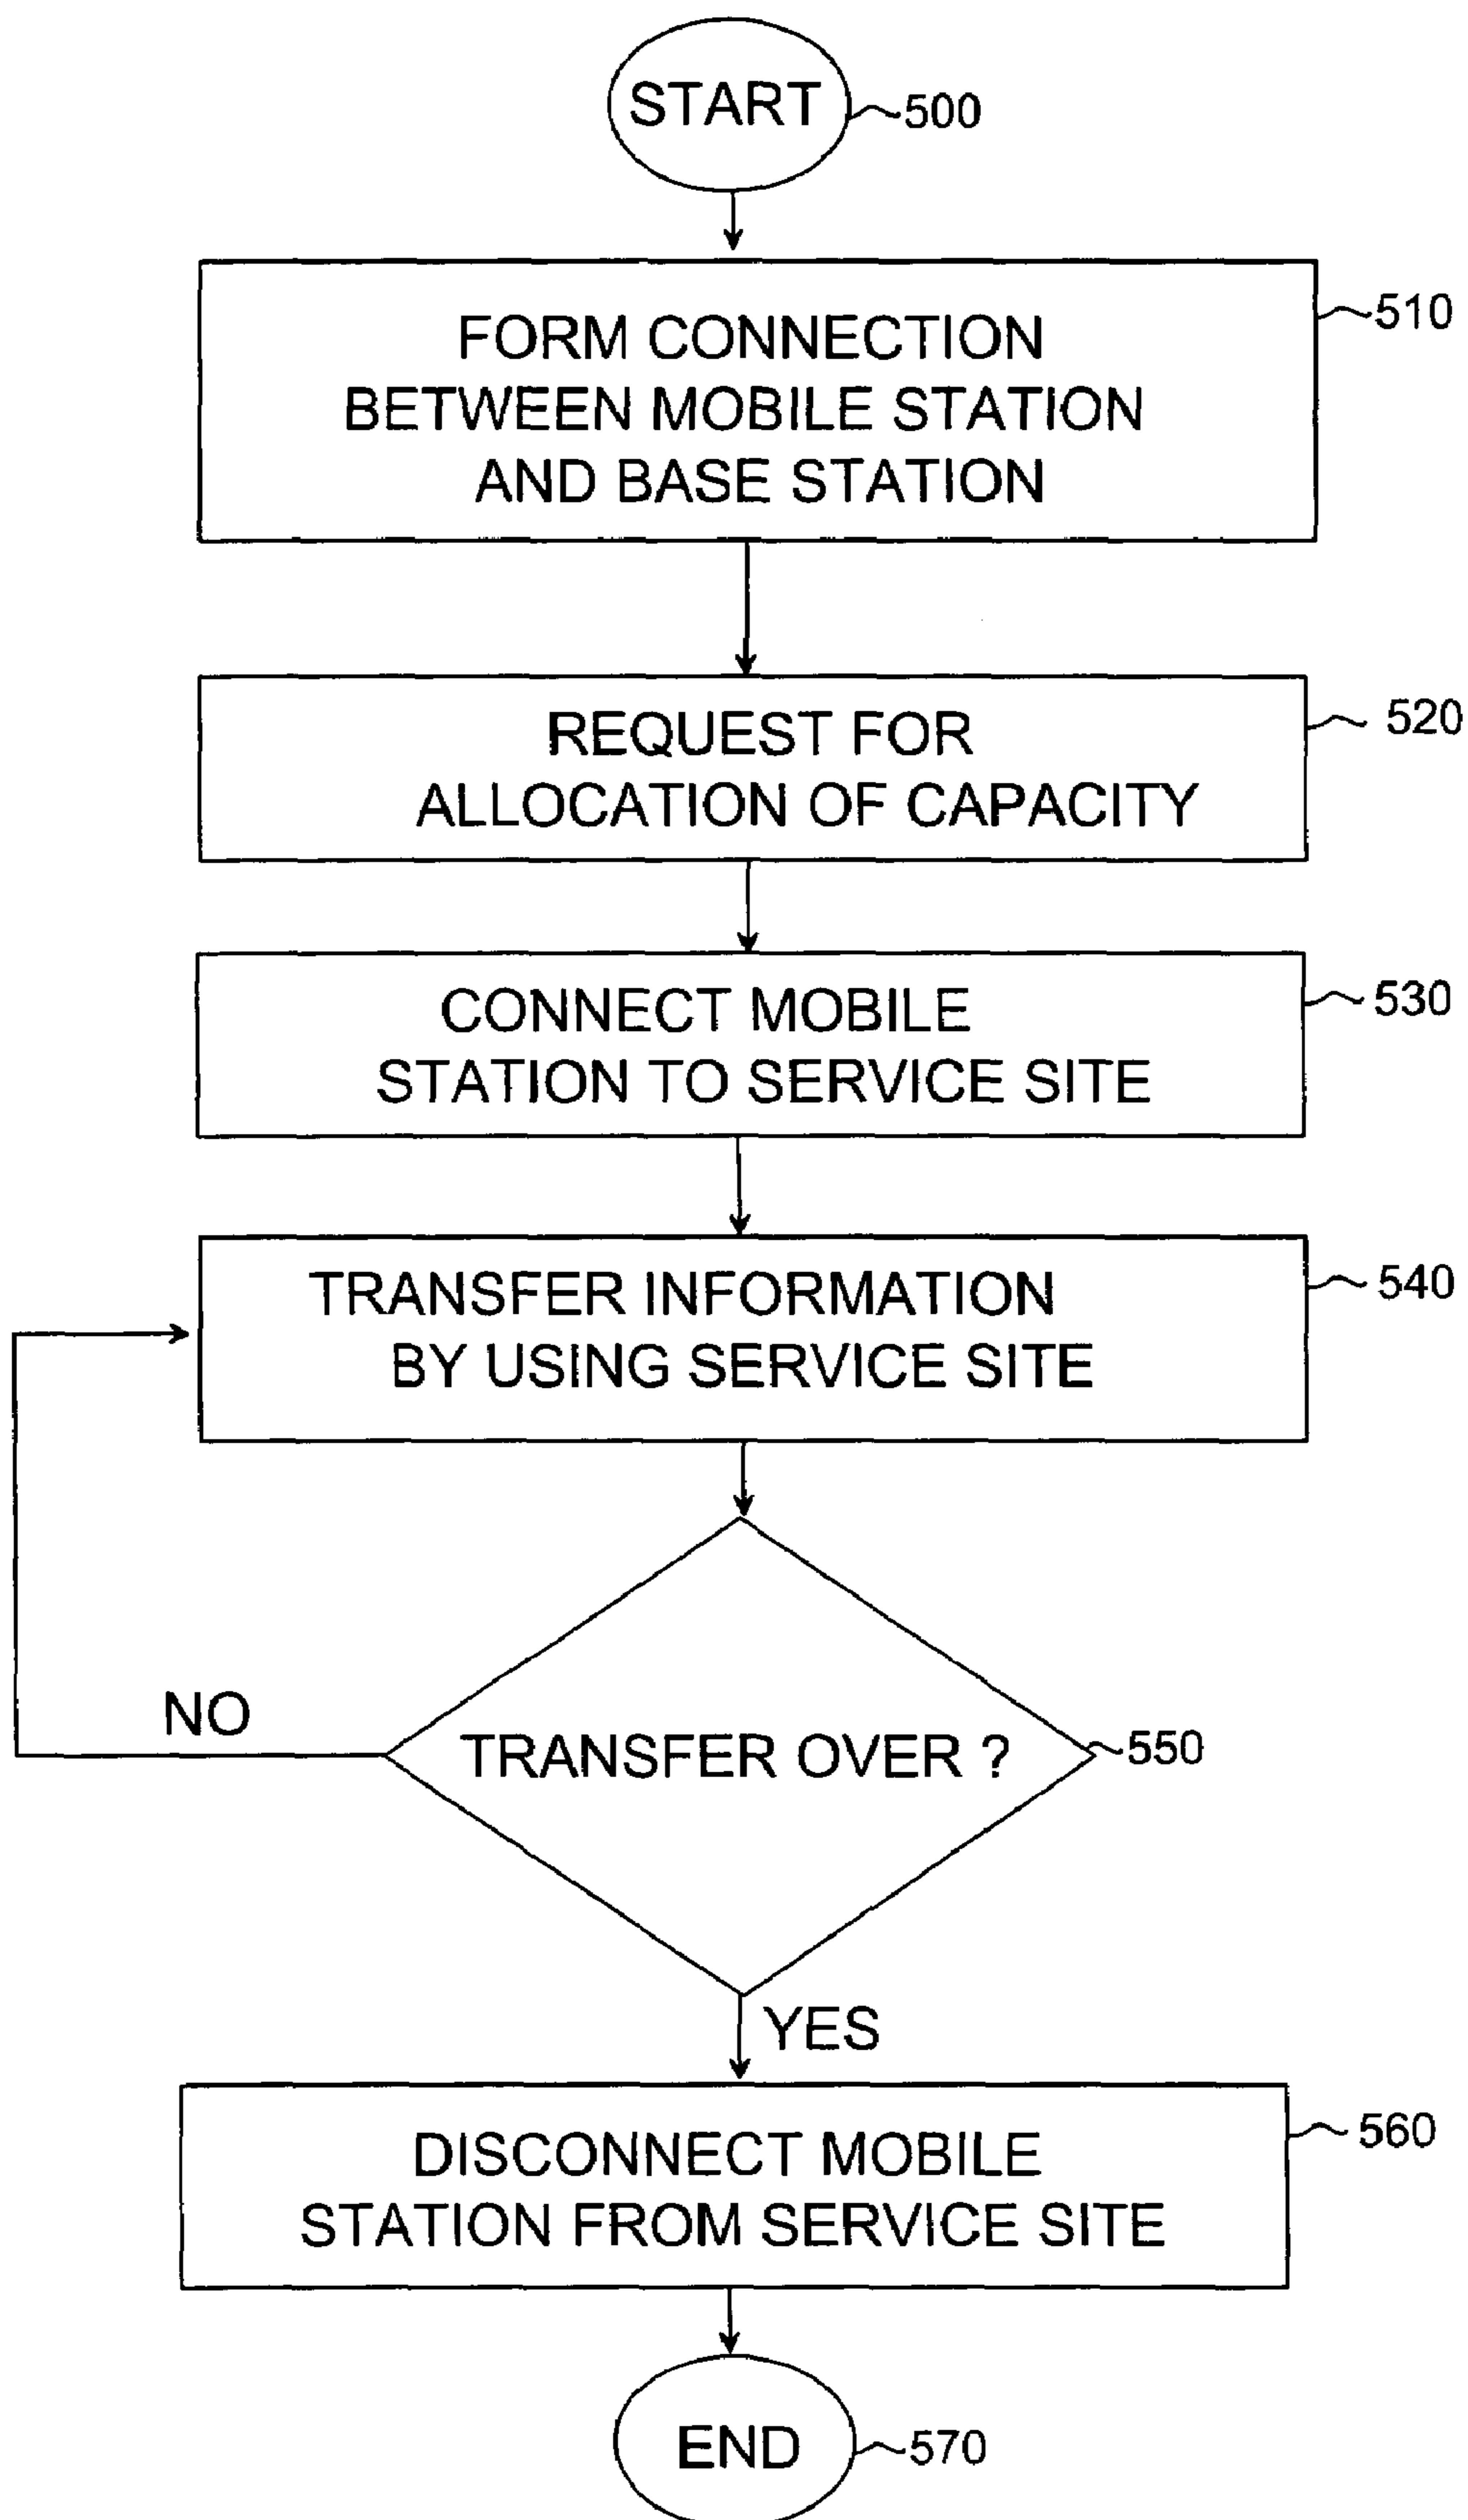 START
500
FORM CONNECTION
BETWEEN MOBILE STATION
AND BASE STATION
510
REQUEST FOR
ALLOCATION OF CAPACITY
520
CONNECT MOBILE
STATION TO SERVICE SITE
530
TRANSFER INFORMATION
BY USING SERVICE SITE
540
NO
TRANSFER OVER ?
550
YES
DISCONNECT MOBILE
STATION FROM SERVICE SITE
560
END
570